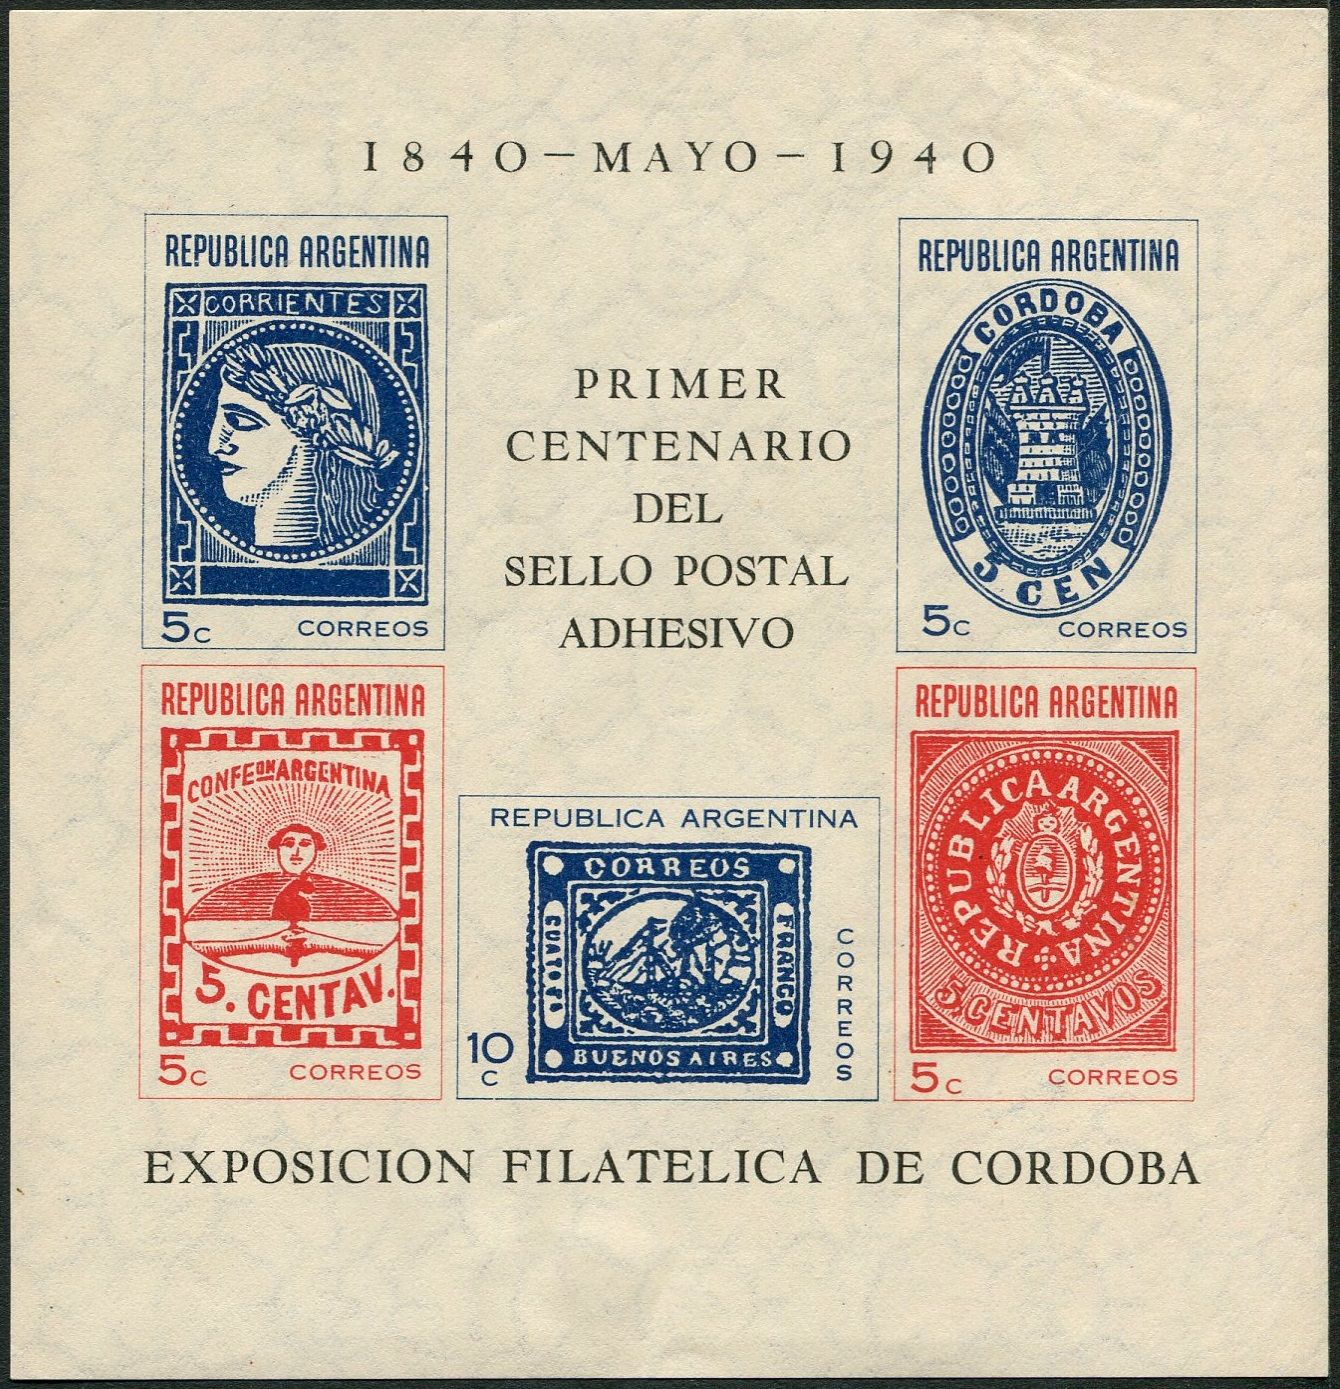 1840 – MAYO – 1940
REPUBLICA ARGENTINA
CORRIENTES
5c CORREOS
REPUBLICA ARGENTINA
CORDOBA
5 CEN
5c CORREOS
PRIMER
CENTENARIO
DEL
SELLO POSTAL
ADHESIVO
REPUBLICA ARGENTINA
CONFEON ARGENTINA
5. CENTAV.
5c CORREOS
REPUBLICA ARGENTINA
CORREOS
FRANCO
BUENOS AIRES
10
c
CORREOS
REPUBLICA ARGENTINA
REPUBLICA ARGENTINA
5 CENTAVOS
5c CORREOS
EXPOSICION FILATELICA DE CORDOBA